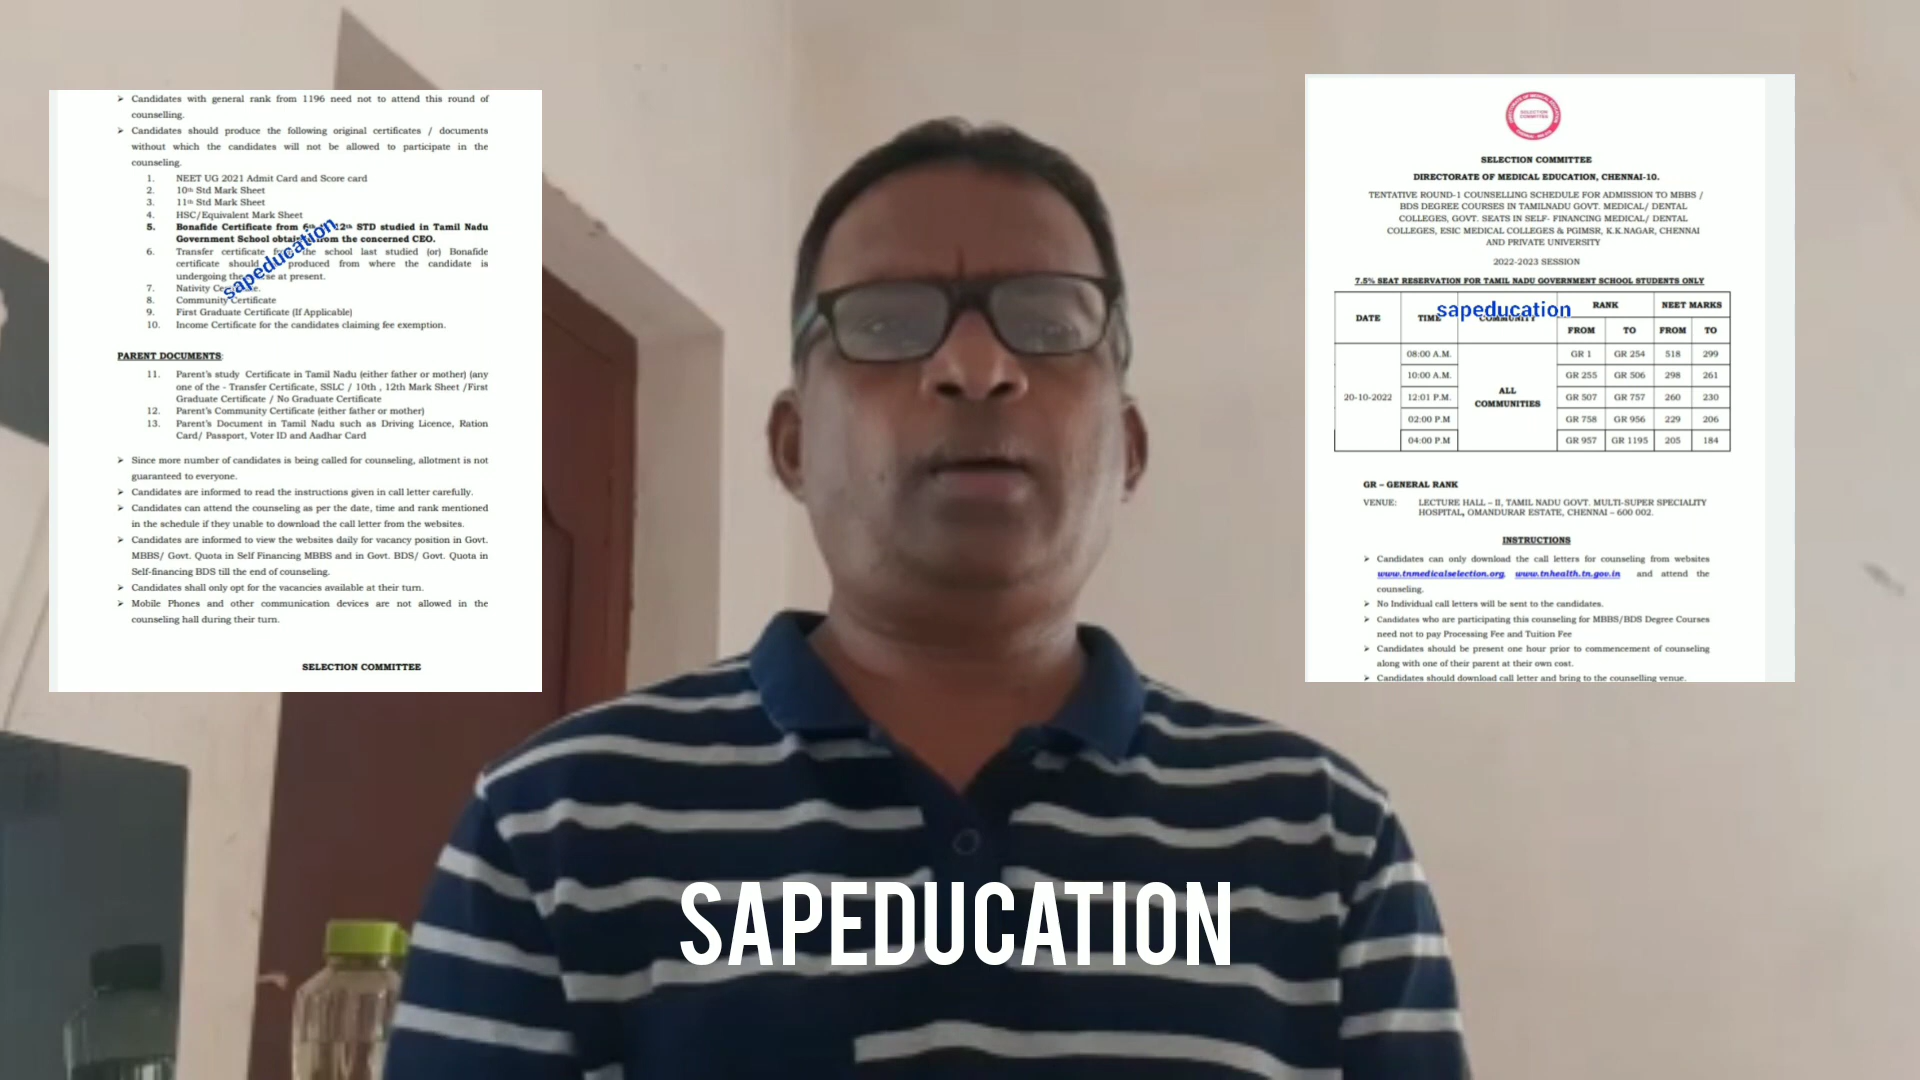 ➢ Candidates with general rank from 1196 need not to attend this round of
counselling.
➢ Candidates should produce the following original certificates / documents
without which the candidates will not be allowed to participate in the
counseling.
1. NEET UG 2021 Admit Card and Score card
2. 10th Std Mark Sheet
3. 11th Std Mark Sheet
4. HSC/Equivalent Mark Sheet
5. Bonafide Certificate from 6th 12th STD studied in Tamil Nadu
Government School from the concerned CEO.
6. Transfer certificate the school last studied (or) Bonafide
certificate should produced from where the candidate is
undergoing the at present.
7. Nativity
8. Community Certificate
9. First Graduate Certificate (If Applicable)
10. Income Certificate for the candidates claiming fee exemption.
sapeducation
PARENT DOCUMENTS:
11. Parent's study Certificate in Tamil Nadu (either father or mother) (any
one of the - Transfer Certificate, SSLC / 10th , 12th Mark Sheet /First
Graduate Certificate / No Graduate Certificate
12. Parent's Community Certificate (either father or mother)
13. Parent's Document in Tamil Nadu such as Driving Licence, Ration
Card/ Passport, Voter ID and Aadhar Card
➢ Since more number of candidates is being called for counseling, allotment is not
guaranteed to everyone.
➢ Candidates are informed to read the instructions given in call letter carefully.
➢ Candidates can attend the counseling as per the date, time and rank mentioned
in the schedule if they unable to download the call letter from the websites.
➢ Candidates are informed to view the websites daily for vacancy position in Govt.
MBBS/ Govt. Quota in Self Financing MBBS and in Govt. BDS/ Govt. Quota in
Self-financing BDS till the end of counseling.
➢ Candidates shall only opt for the vacancies available at their turn.
➢ Mobile Phones and other communication devices are not allowed in the
counseling hall during their turn.
SELECTION COMMITTEE
SELECTION COMMITTEE
DIRECTORATE OF MEDICAL EDUCATION, CHENNAI-10.
TENTATIVE ROUND-1 COUNSELLING SCHEDULE FOR ADMISSION TO MBBS /
BDS DEGREE COURSES IN TAMILNADU GOVT. MEDICAL/ DENTAL
COLLEGES, GOVT. SEATS IN SELF- FINANCING MEDICAL/ DENTAL
COLLEGES, ESIC MEDICAL COLLEGES & PGIMSR, K.K.NAGAR, CHENNAI
AND PRIVATE UNIVERSITY
2022-2023 SESSION
7.5% SEAT RESERVATION FOR TAMIL NADU GOVERNMENT SCHOOL STUDENTS ONLY
DATE TIME COMMUNITY RANK NEET MARKS
sapeducation
FROM TO FROM TO
20-10-2022 ALL COMMUNITIES
08:00 A.M. GR 1 GR 254 518 299
10:00 A.M. GR 255 GR 506 298 261
12:01 P.M. GR 507 GR 757 260 230
02:00 P.M GR 758 GR 956 229 206
04:00 P.M GR 957 GR 1195 205 184
GR – GENERAL RANK
VENUE: LECTURE HALL – II, TAMIL NADU GOVT. MULTI-SUPER SPECIALITY
HOSPITAL, OMANDURAR ESTATE, CHENNAI – 600 002.
INSTRUCTIONS
➢ Candidates can only download the call letters for counseling from websites
www.tnmedicalselection.org, www.tnhealth.tn.gov.in and attend the
counseling.
➢ No Individual call letters will be sent to the candidates.
➢ Candidates who are participating this counseling for MBBS/BDS Degree Courses
need not to pay Processing Fee and Tuition Fee
➢ Candidates should be present one hour prior to commencement of counseling
along with one of their parent at their own cost.
➢ Candidates should download call letter and bring to the counselling venue.
SAPEDUCATION